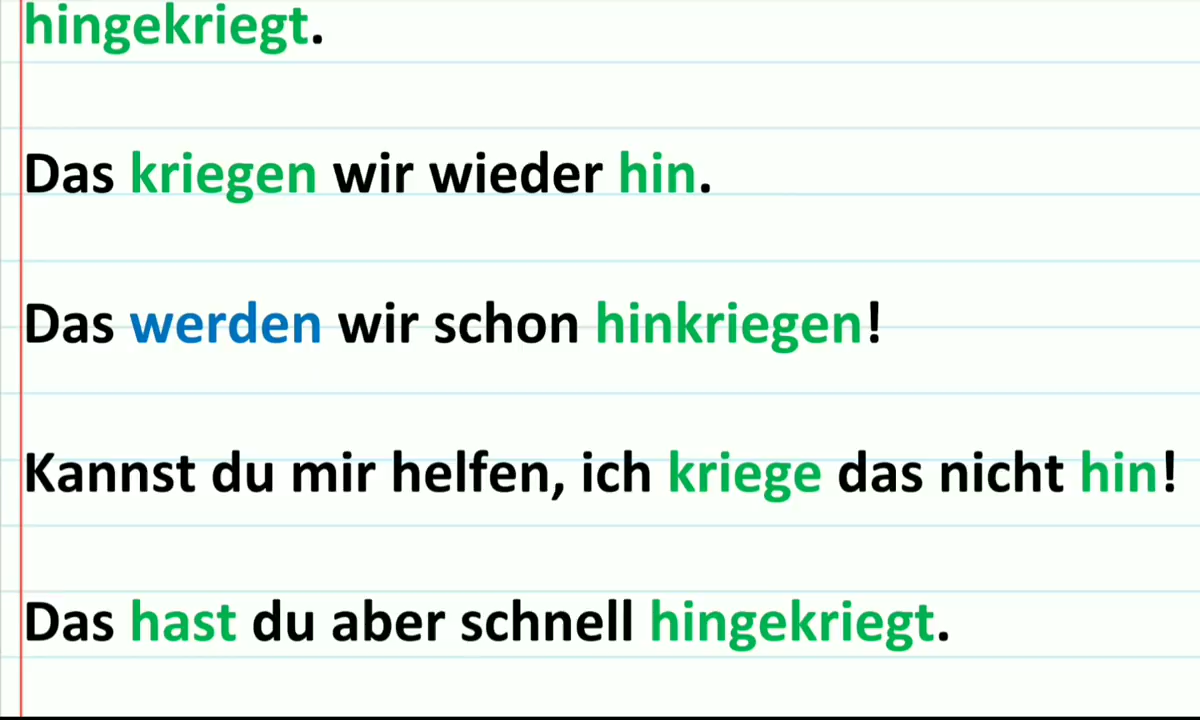 hingekriegt.
Das kriegen wir wieder hin.
Das werden wir schon hinkriegen!
Kannst du mir helfen, ich kriege das nicht hin!
Das hast du aber schnell hingekriegt.